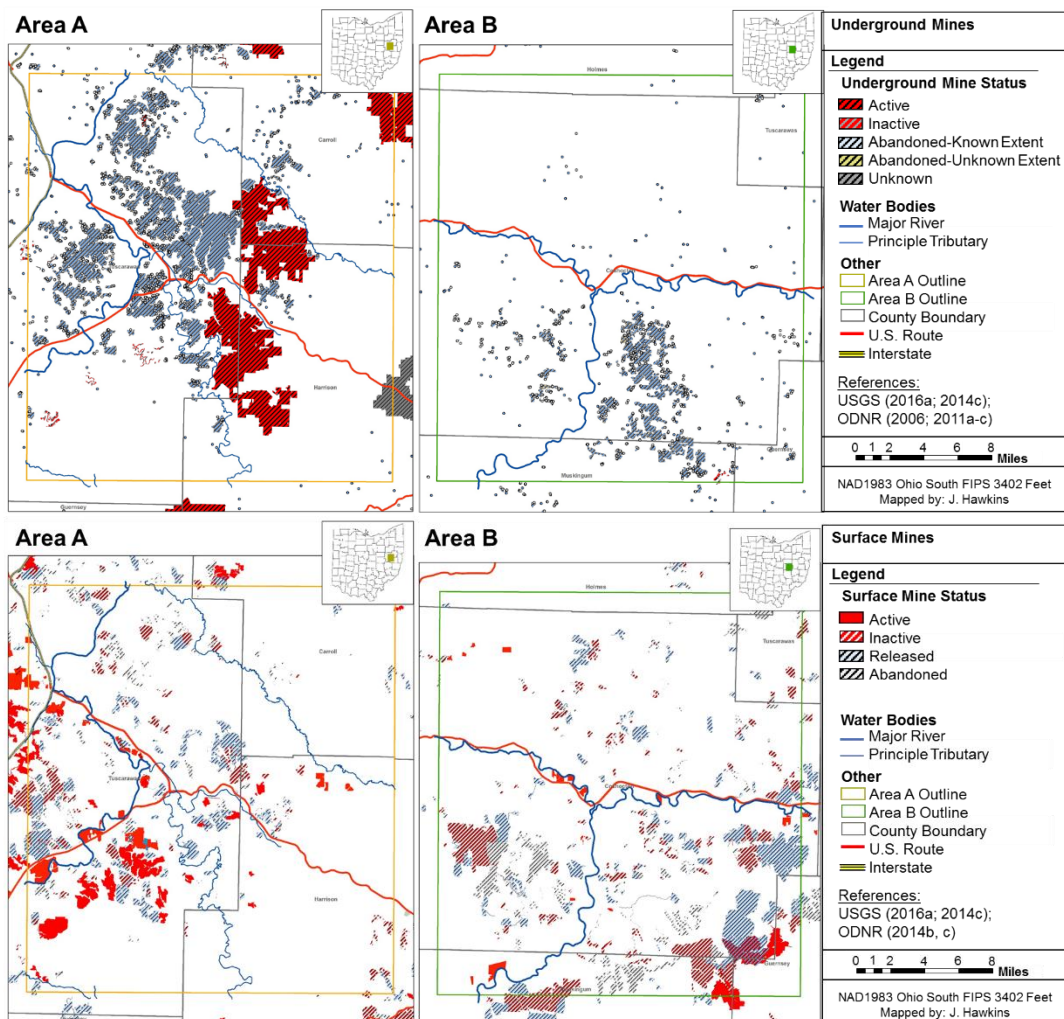 Area A
Carroll
Tuscarawas
Harrison
Guernsey
Area B
Holmes
Tuscarawas
Coshocton
Muskingum
Guernsey
Underground Mines
Legend
Underground Mine Status
Active
Inactive
Abandoned-Known Extent
Abandoned-Unknown Extent
Unknown
Water Bodies
Major River
Principle Tributary
Other
Area A Outline
Area B Outline
County Boundary
U.S. Route
Interstate
References:
USGS (2016a; 2014c);
ODNR (2006; 2011a-c)
0 1 2 4 6 8
Miles
NAD1983 Ohio South FIPS 3402 Feet
Mapped by: J. Hawkins
Area A
Carroll
Tuscarawas
Harrison
Area B
Holmes
Tuscarawas
Coshocton
Guernsey
Surface Mines
Legend
Surface Mine Status
Active
Inactive
Released
Abandoned
Water Bodies
Major River
Principle Tributary
Other
Area A Outline
Area B Outline
County Boundary
U.S. Route
Interstate
References:
USGS (2016a; 2014c);
ODNR (2014b, c)
0 1 2 4 6 8
Miles
NAD1983 Ohio South FIPS 3402 Feet
Mapped by: J. Hawkins